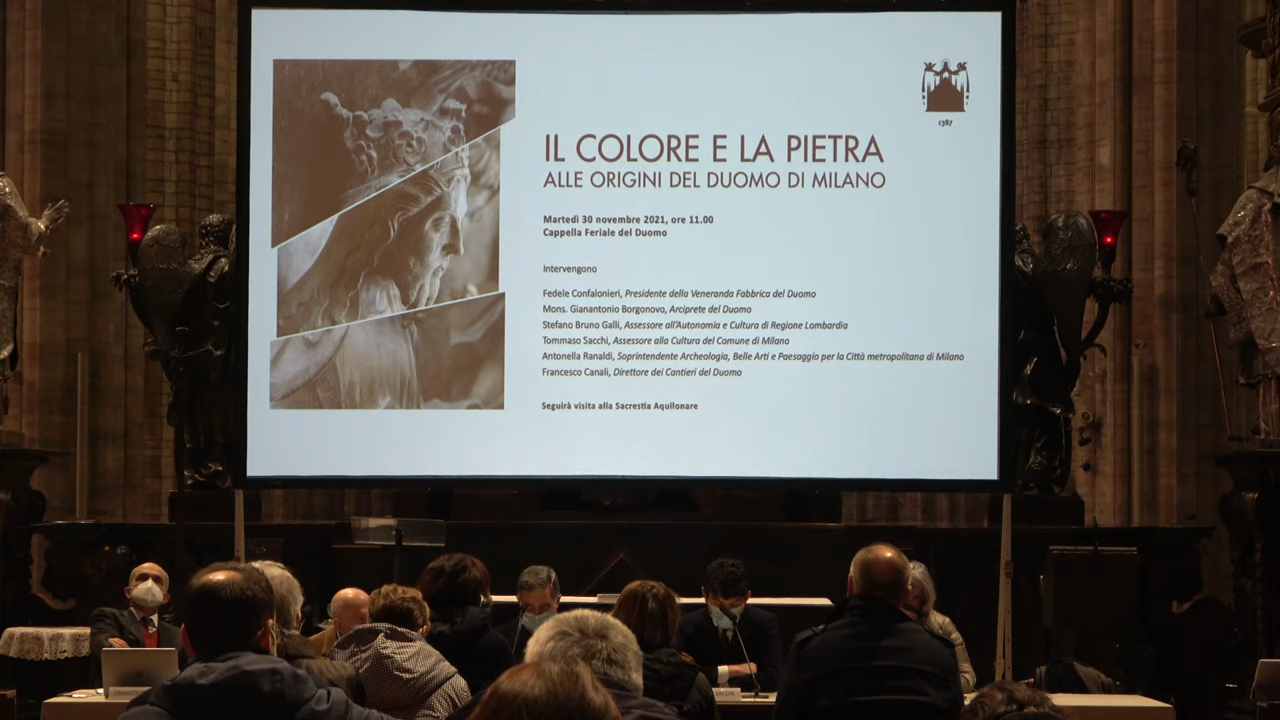 1387
IL COLORE E LA PIETRA
ALLE ORIGINI DEL DUOMO DI MILANO
Martedì 30 novembre 2021, ore 11.00
Cappella Feriale del Duomo
Intervengono
Fedele Confalonieri, Presidente della Veneranda Fabbrica del Duomo
Mons. Gianantonio Borgonovo, Arciprete del Duomo
Stefano Bruno Galli, Assessore all'Autonomia e Cultura di Regione Lombardia
Tommaso Sacchi, Assessore alla Cultura del Comune di Milano
Antonella Ranaldi, Soprintendente Archeologia, Belle Arti e Paesaggio per la Città metropolitana di Milano
Francesco Canali, Direttore dei Cantieri del Duomo
Seguirà visita alla Sacrestia Aquilonare
SACCHI